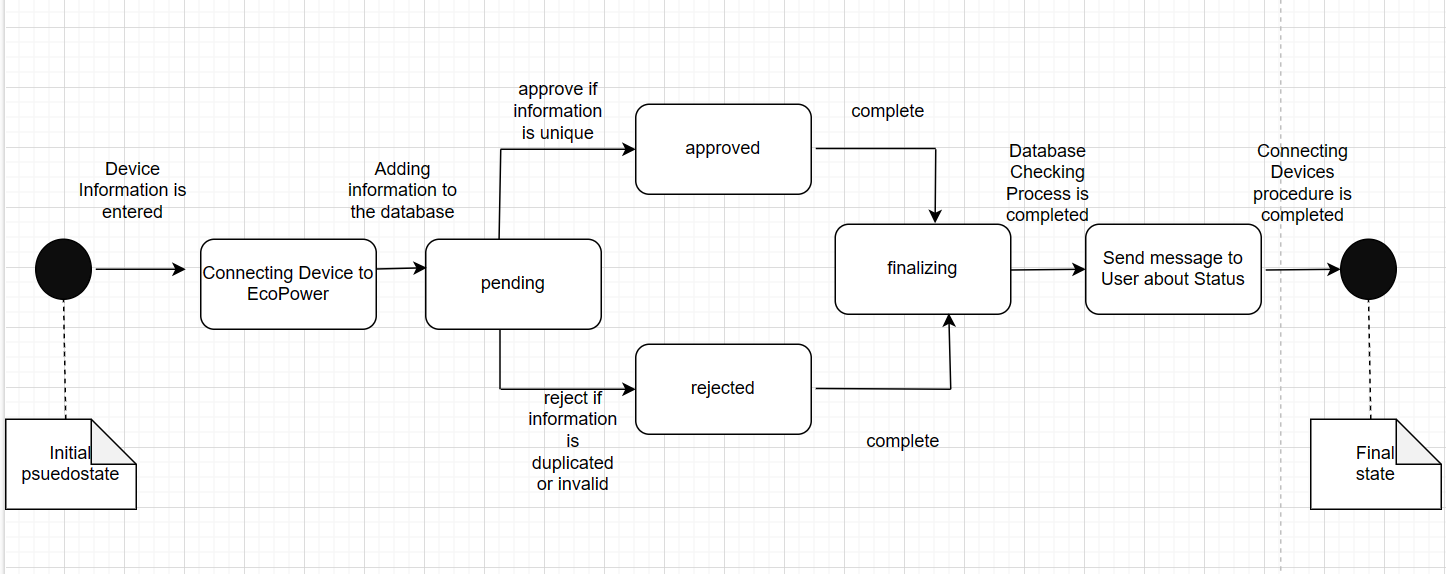 Device
Information is
entered
Connecting Device to
EcoPower
Adding
information to
the database
pending
approve if
information
is unique
approved
complete
reject if
information
is
duplicated
or invalid
rejected
complete
finalizing
Database
Checking
Process is
completed
Send message to
User about Status
Connecting
Devices
procedure is
completed
Initial
psuedostate
Final
state